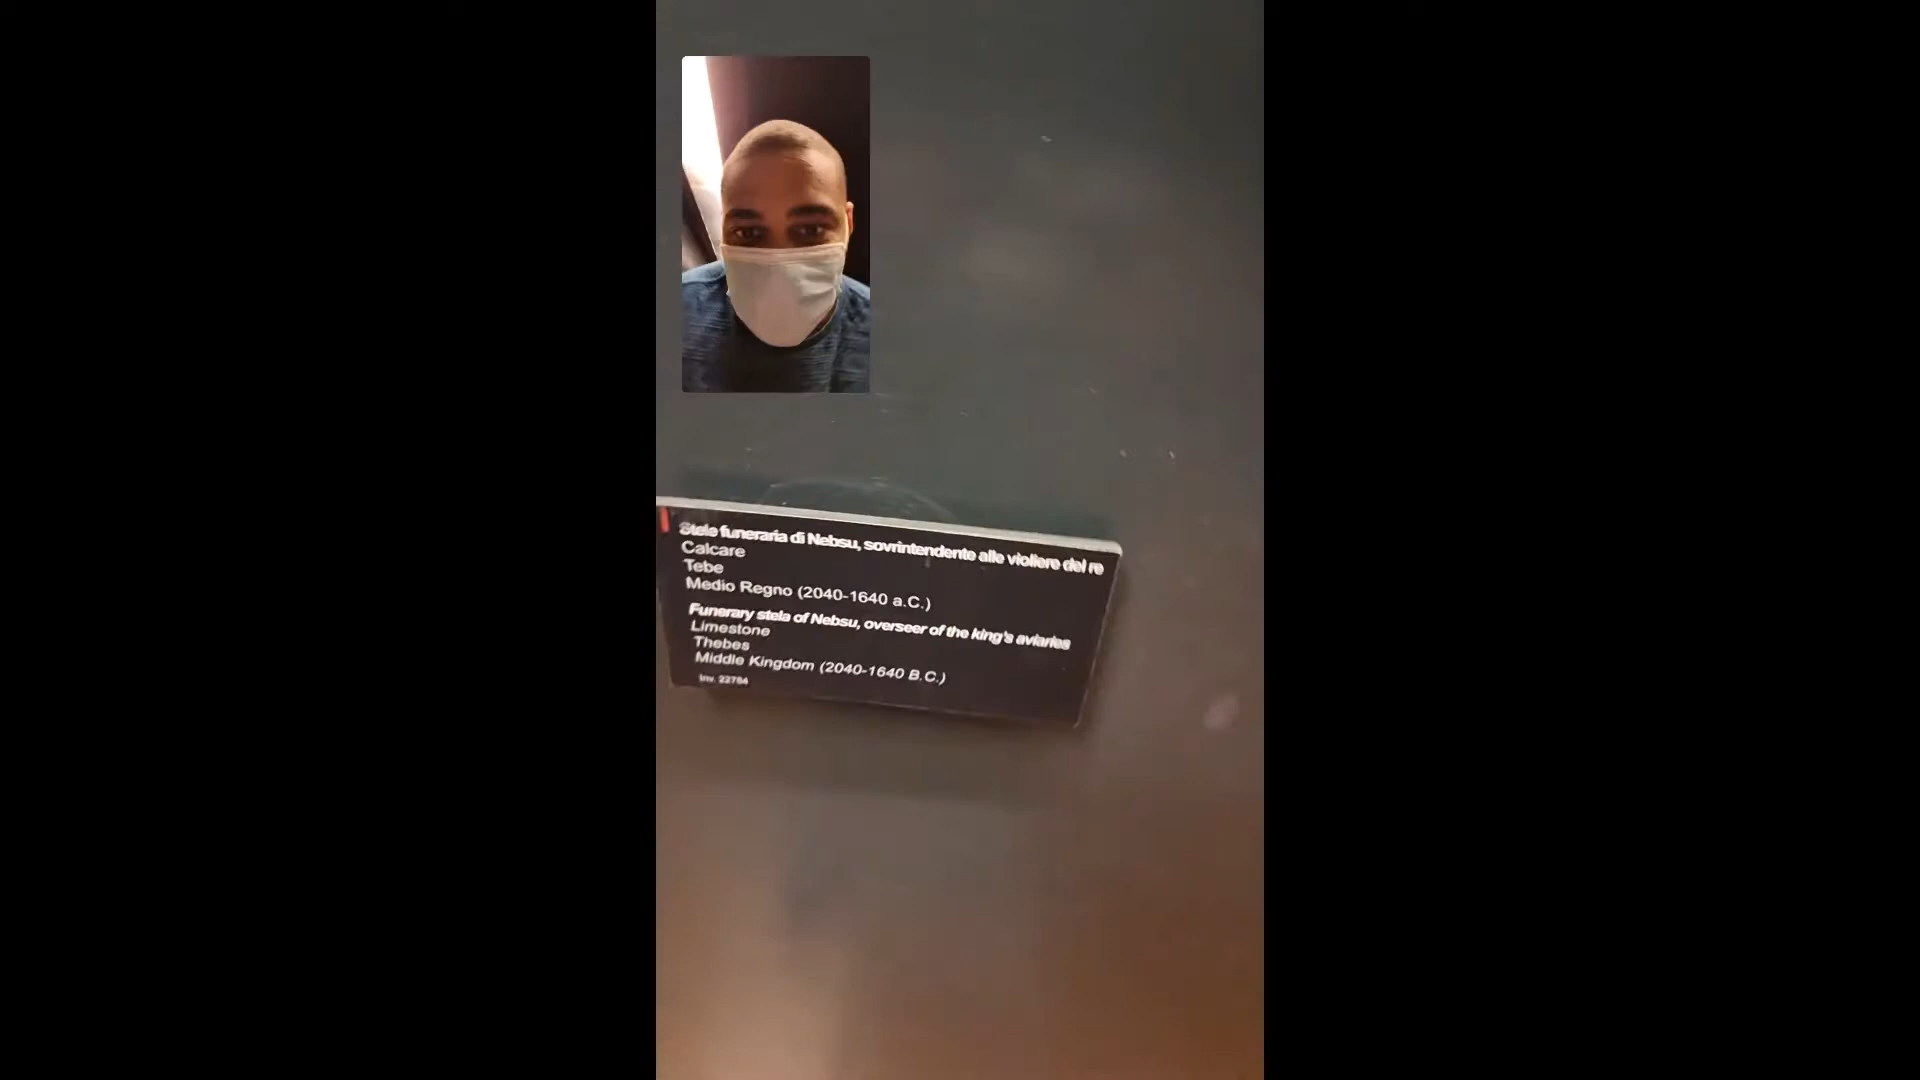 Stele funeraria di Nebsu, sovrintendente alle voliere del re
Calcare
Tebe
Medio Regno (2040-1640 a.C.)
Funerary stela of Nebsu, overseer of the king's aviaries
Limestone
Thebes
Middle Kingdom (2040-1640 B.C.)
Inv. 22784